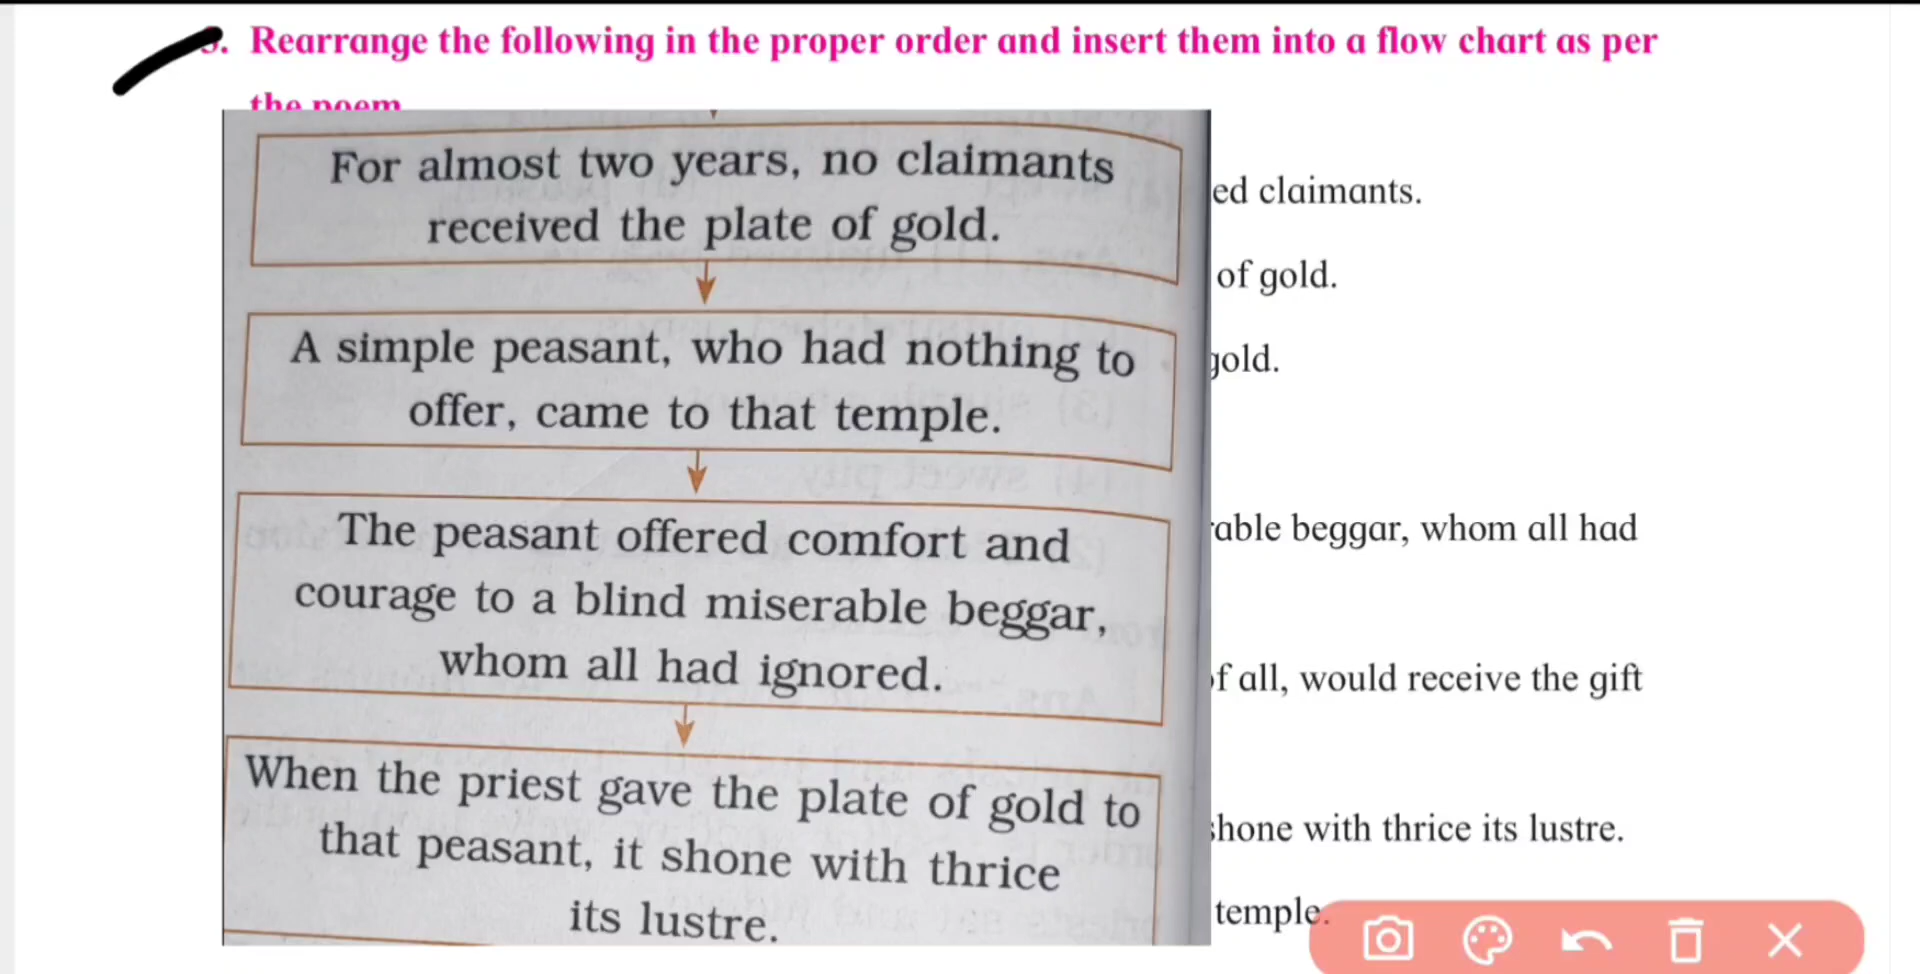 Rearrange the following in the proper order and insert them into a flow chart as per
the poem
For almost two years, no claimants
received the plate of gold.
A simple peasant, who had nothing to
offer, came to that temple.
The peasant offered comfort and
courage to a blind miserable beggar,
whom all had ignored.
When the priest gave the plate of gold to
that peasant, it shone with thrice
its lustre.
claimants.
of gold.
gold.
beggar, whom all had
all, would receive the gift
shone with thrice its lustre.
temple.